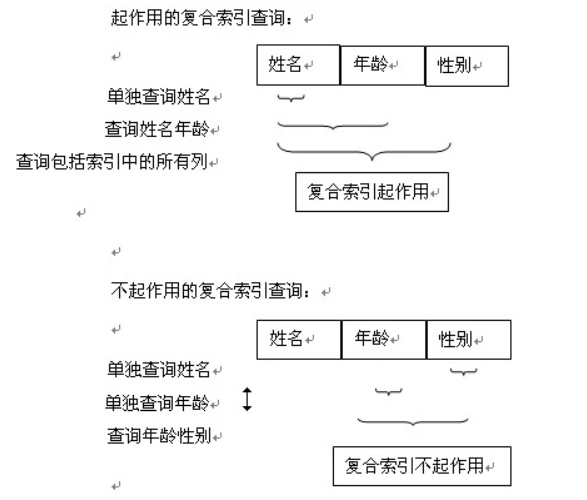 起作用的复合索引查询：
姓名 年龄 性别
单独查询姓名
查询姓名年龄
查询包括索引中的所有列
复合索引起作用
不起作用的复合索引查询：
姓名 年龄 性别
单独查询姓名
单独查询年龄
查询年龄性别
复合索引不起作用